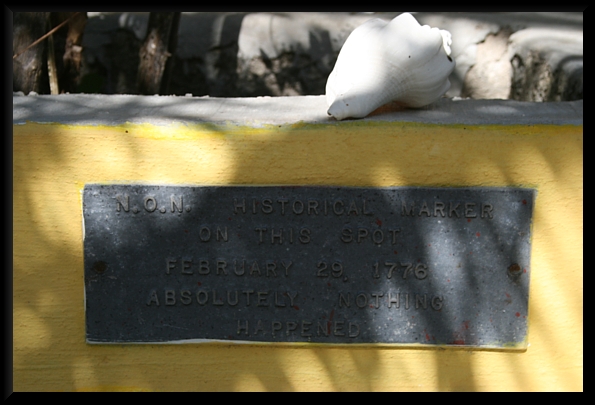 N.O.N. HISTORICAL MARKER
ON THIS SPOT
FEBRUARY 29, 1776
ABSOLUTELY NOTHING
HAPPENED.